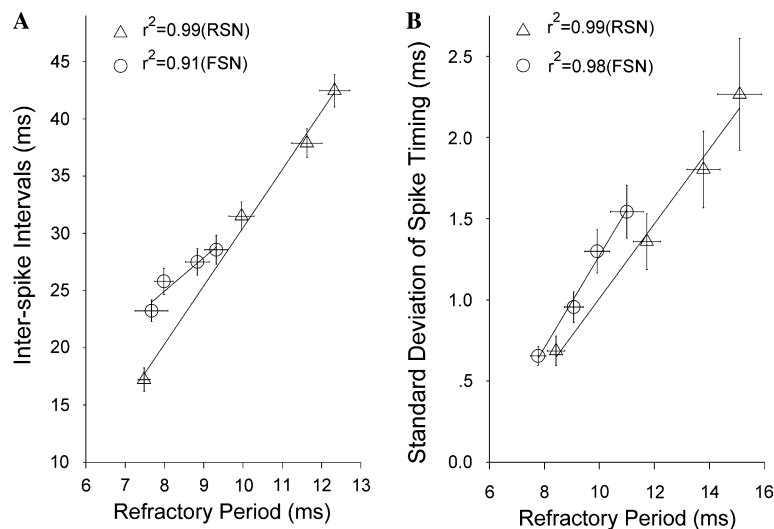 A
r²=0.99(RSN)
r²=0.91(FSN)
45
40
35
30
25
20
15
10
Inter-spike Intervals (ms)
6 7 8 9 10 11 12 13
Refractory Period (ms)
B
r²=0.99(RSN)
r²=0.98(FSN)
2.5
2.0
1.5
1.0
.5
0.0
Standard Deviation of Spike Timing (ms)
6 8 10 12 14 16
Refractory Period (ms)